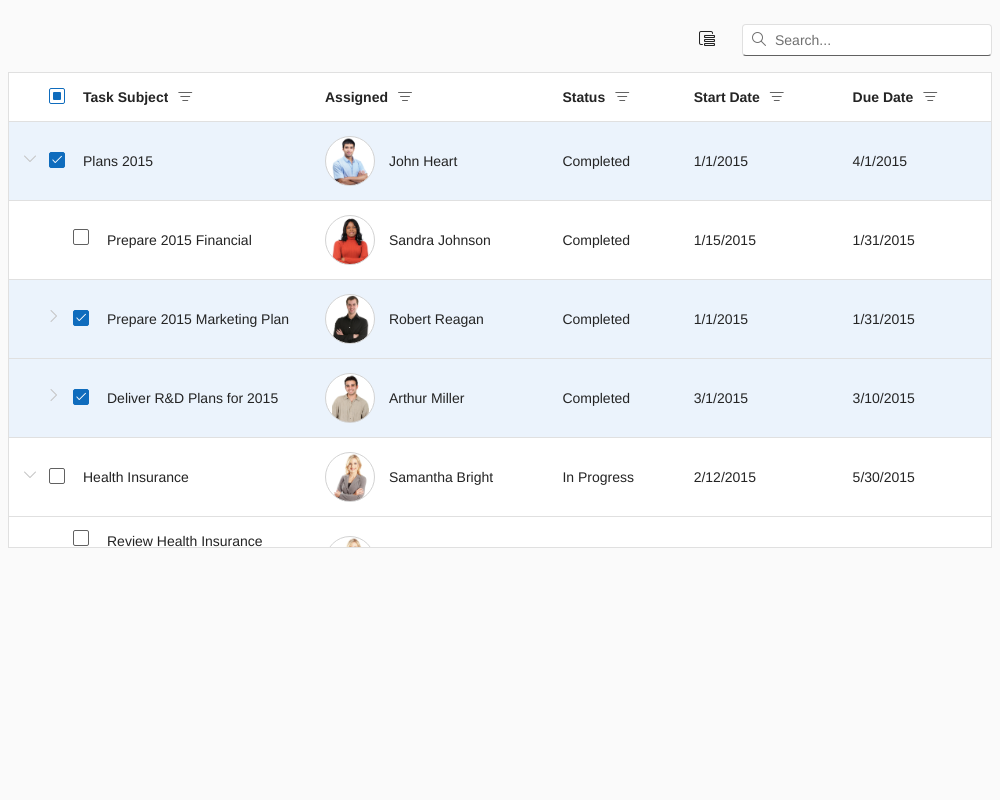 Search...
Task Subject Assigned Status Start Date Due Date
Plans 2015 John Heart Completed 1/1/2015 4/1/2015
Prepare 2015 Financial Sandra Johnson Completed 1/15/2015 1/31/2015
Prepare 2015 Marketing Plan Robert Reagan Completed 1/1/2015 1/31/2015
Deliver R&D Plans for 2015 Arthur Miller Completed 3/1/2015 3/10/2015
Health Insurance Samantha Bright In Progress 2/12/2015 5/30/2015
Review Health Insurance